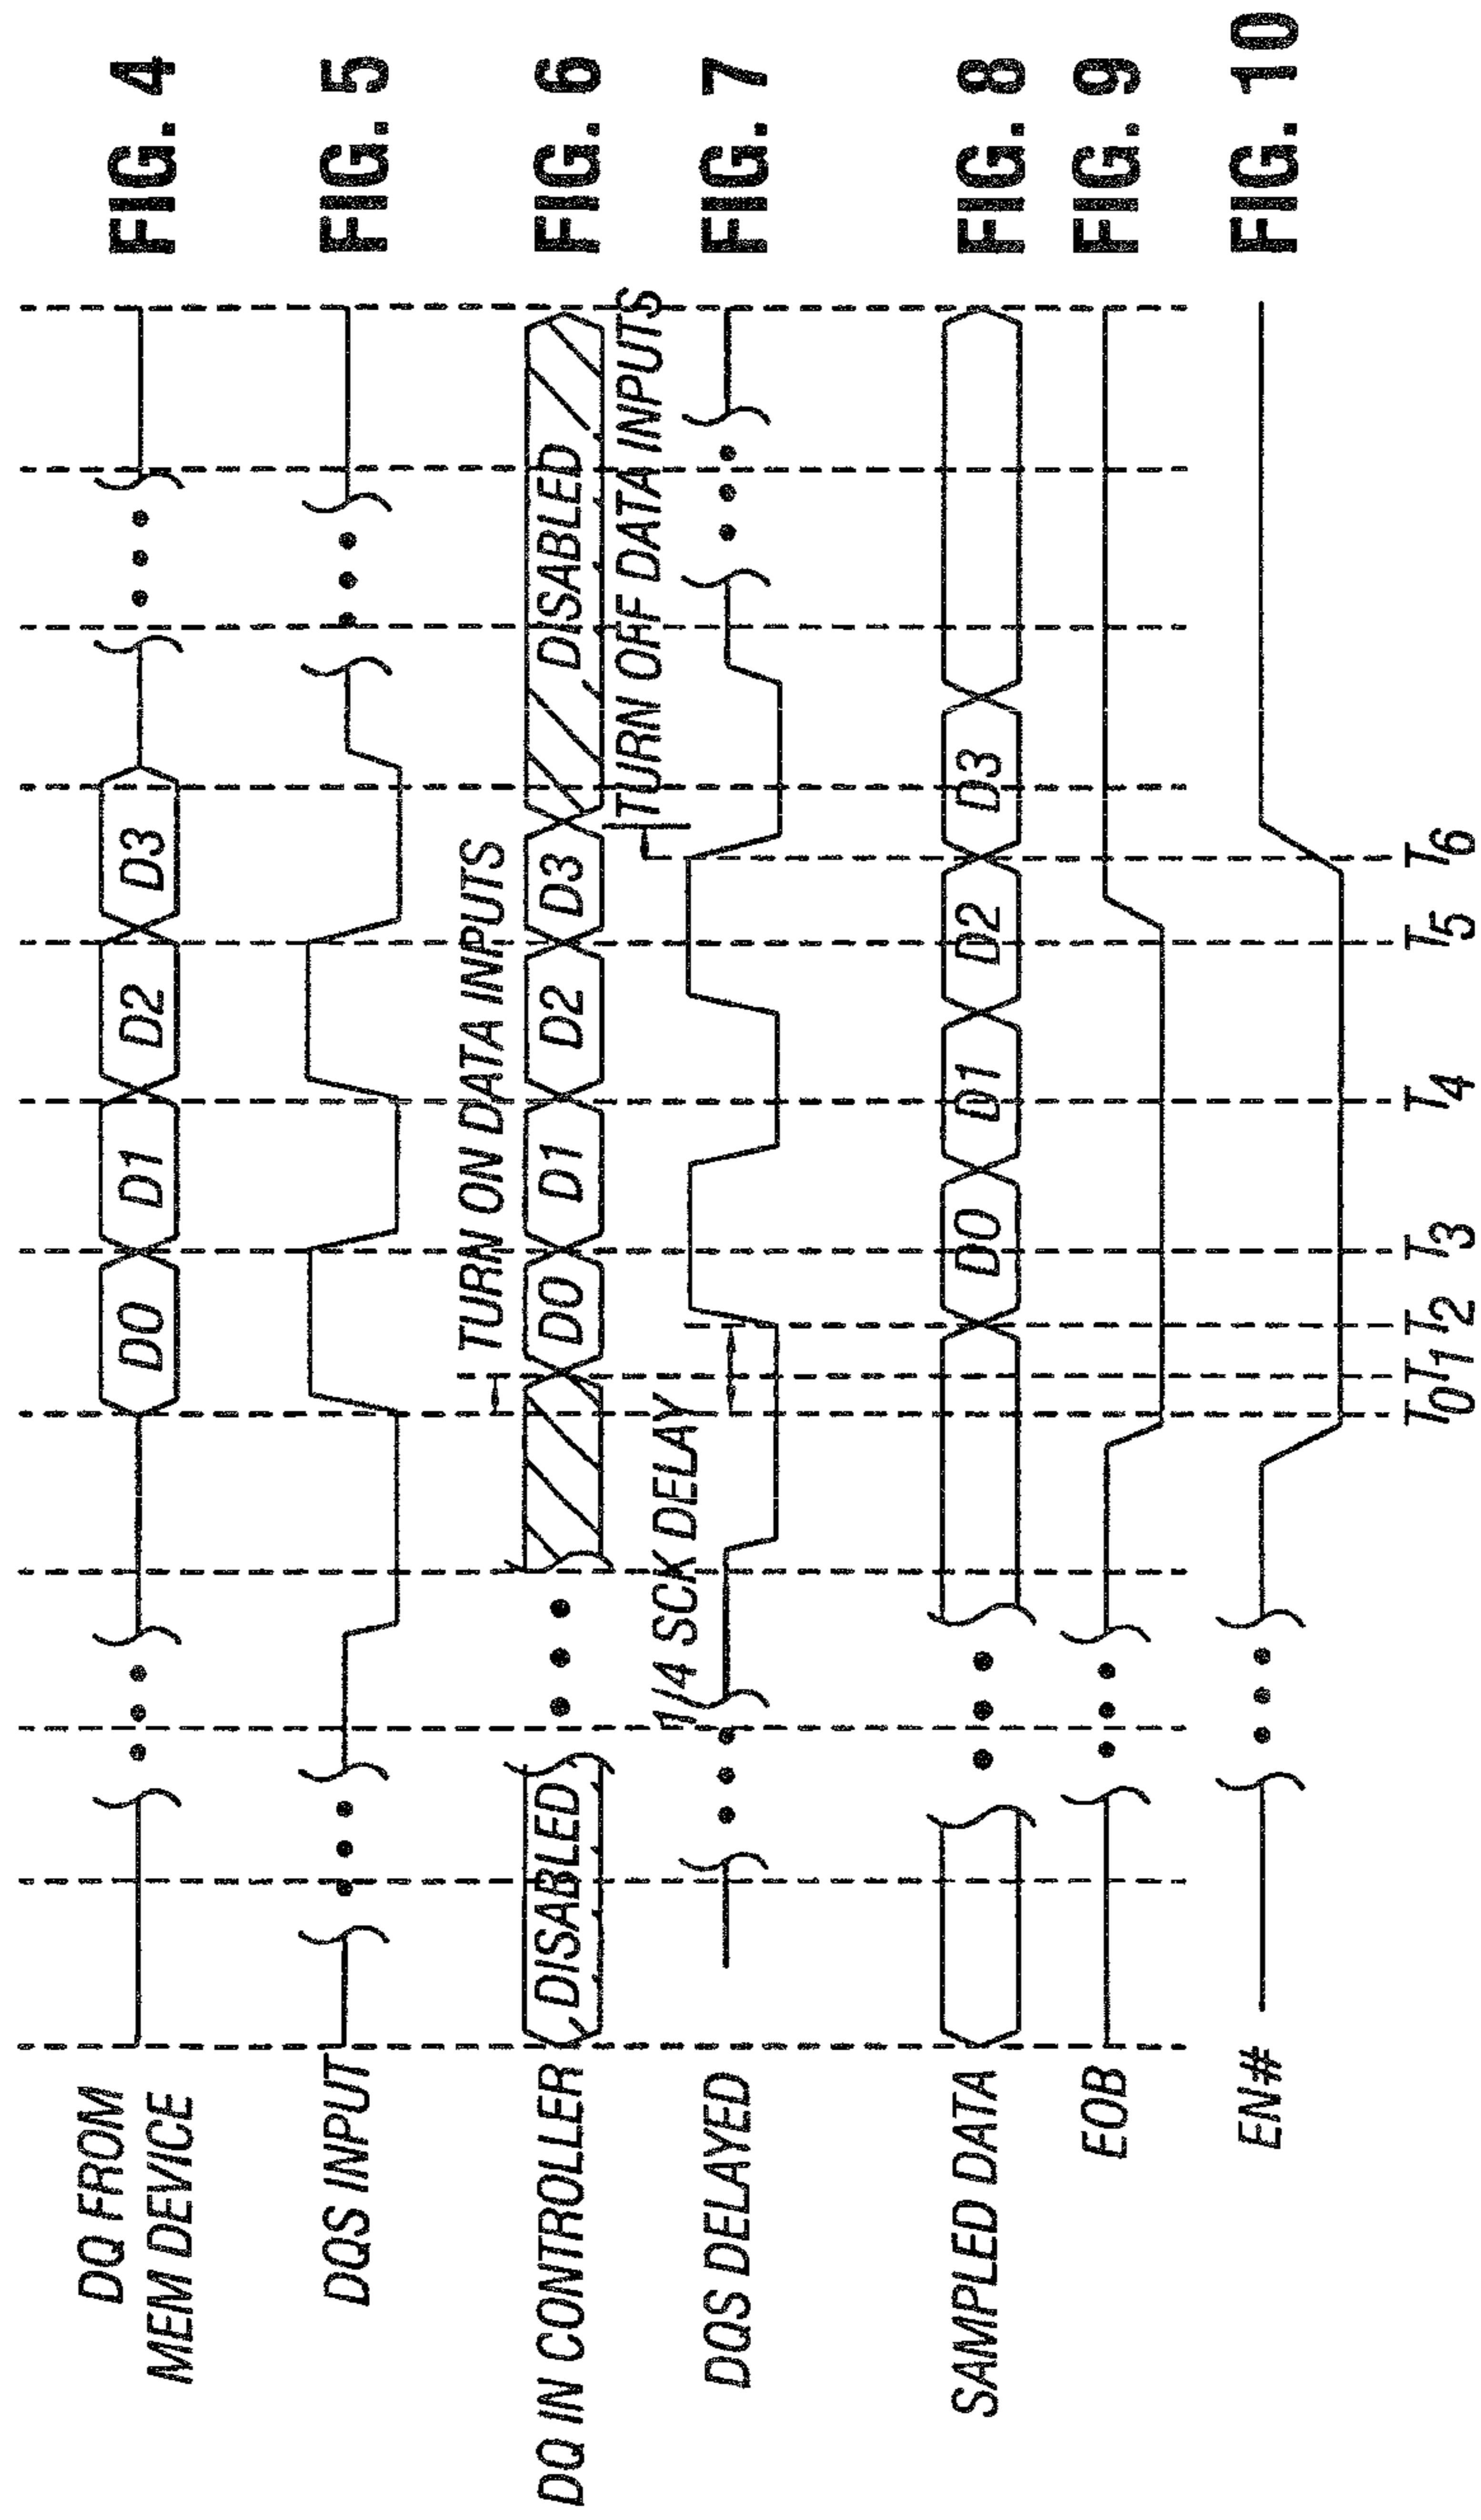 DQ FROM
MEM DEVICE
D0
D1
D2
D3
FIG. 4
DQS INPUT
FIG. 5
TURN ON DATA INPUTS
DQ IN CONTROLLER
DISABLED
D0
D1
D2
D3
DISABLED
FIG. 6
1/4 SCK DELAY
TURN OFF DATA INPUTS
DQS DELAYED
FIG. 7
SAMPLED DATA
D0
D1
D2
D3
FIG. 8
EOB
FIG. 9
EN#
FIG. 10
T0
T1
T2
T3
T4
T5
T6